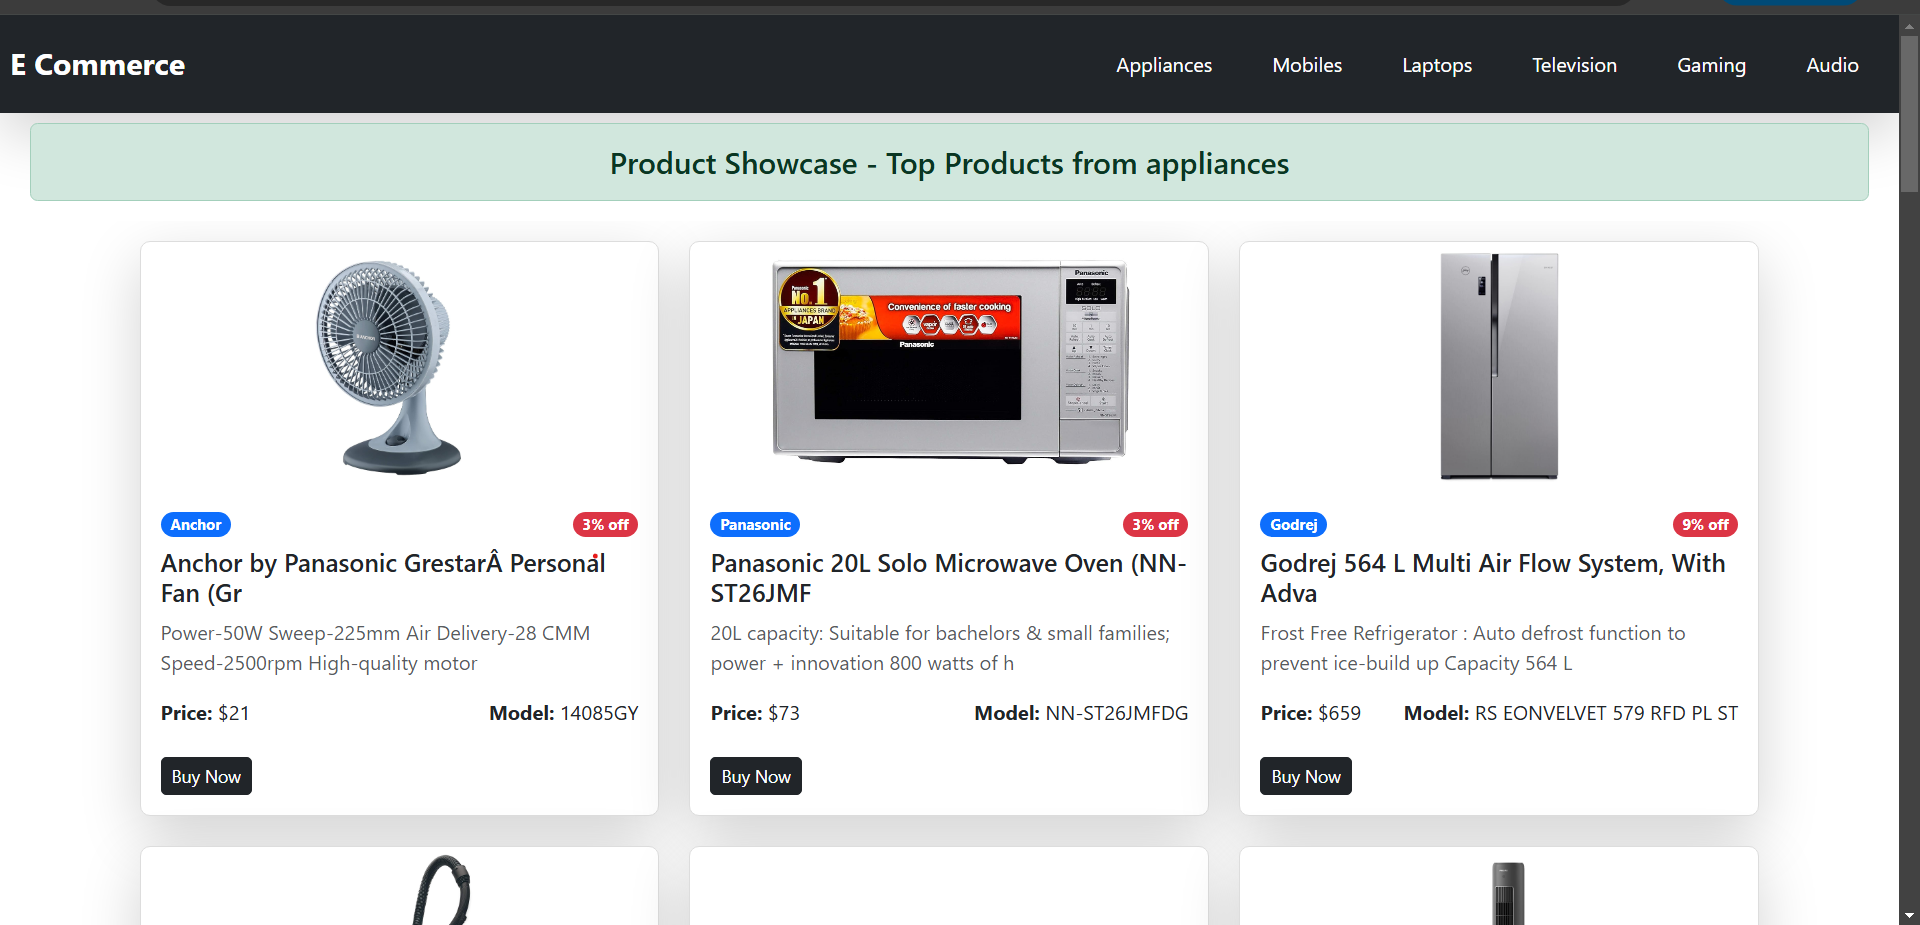 E Commerce
Appliances
Mobiles
Laptops
Television
Gaming
Audio
Product Showcase - Top Products from appliances
Panasonic
No.1
APPLIANCES BRAND
IN JAPAN
Convenience of faster cooking
Panasonic
Panasonic
Anchor
3% off
Anchor by Panasonic GrestarÂ Personal
Fan (Gr
Power-50W Sweep-225mm Air Delivery-28 CMM
Speed-2500rpm High-quality motor
Price: $21
Model: 14085GY
Buy Now
Panasonic
3% off
Panasonic 20L Solo Microwave Oven (NN-
ST26JMF
20L capacity: Suitable for bachelors & small families;
power + innovation 800 watts of h
Price: $73
Model: NN-ST26JMFDG
Buy Now
Godrej
9% off
Godrej 564 L Multi Air Flow System, With
Adva
Frost Free Refrigerator : Auto defrost function to
prevent ice-build up Capacity 564 L
Price: $659
Model: RS EONVELVET 579 RFD PL ST
Buy Now